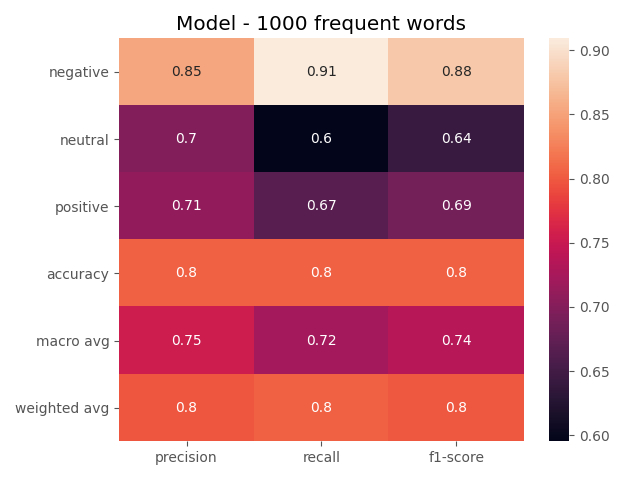 Model - 1000 frequent words
negative 0.85 0.91 0.88
neutral 0.7 0.6 0.64
positive 0.71 0.67 0.69
accuracy 0.8 0.8 0.8
macro avg 0.75 0.72 0.74
weighted avg 0.8 0.8 0.8
precision recall f1-score
0.90
0.85
0.80
0.75
0.70
0.65
0.60